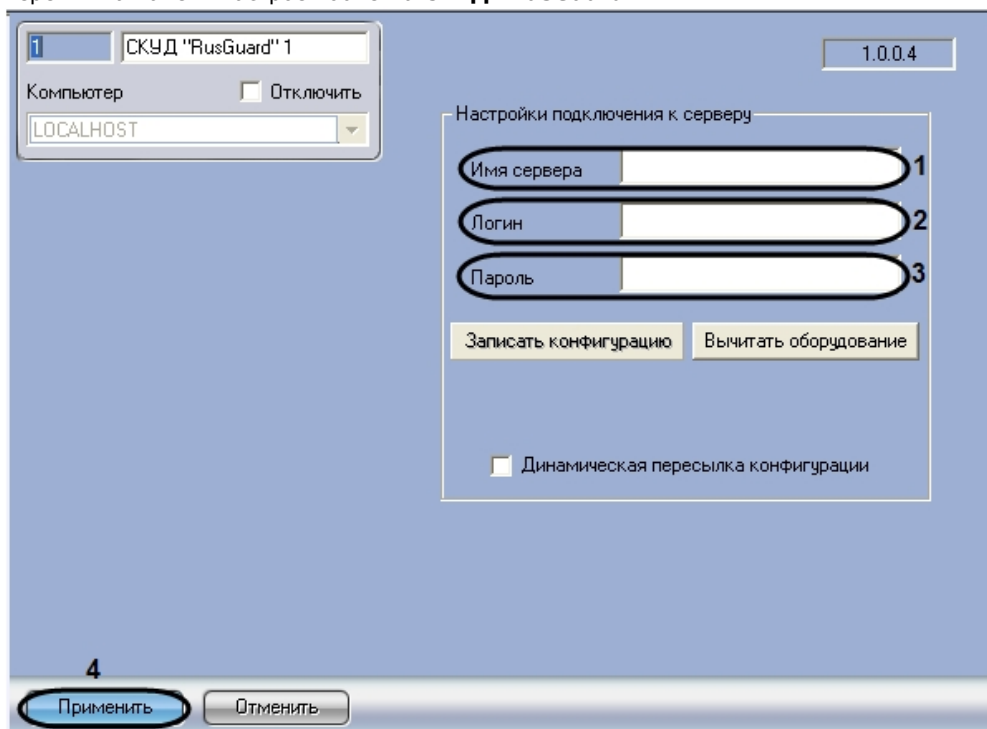 1 СКУД "RusGuard" 1
1.0.0.4
Компьютер Отключить
LOCALHOST
Настройки подключения к серверу
Имя сервера 1
Логин 2
Пароль 3
Записать конфигурацию Вычитать оборудование
Динамическая пересылка конфигурации
4
Применить Отменить